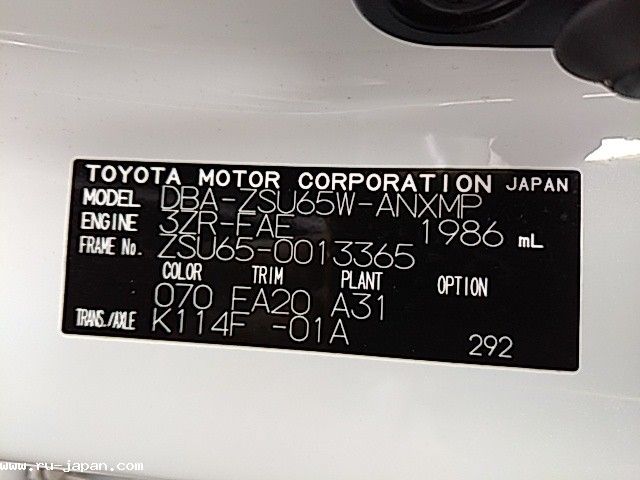 TOYOTA MOTOR CORPORATION JAPAN
MODEL DBA-ZSU65W-ANXMP
ENGINE 3ZR-FAE 1986 mL
FRAME No. ZSU65-0013365
COLOR TRIM PLANT OPTION
070 FA20 A31
TRANS./AXLE K114F -01A
292
www.ru-japan.com